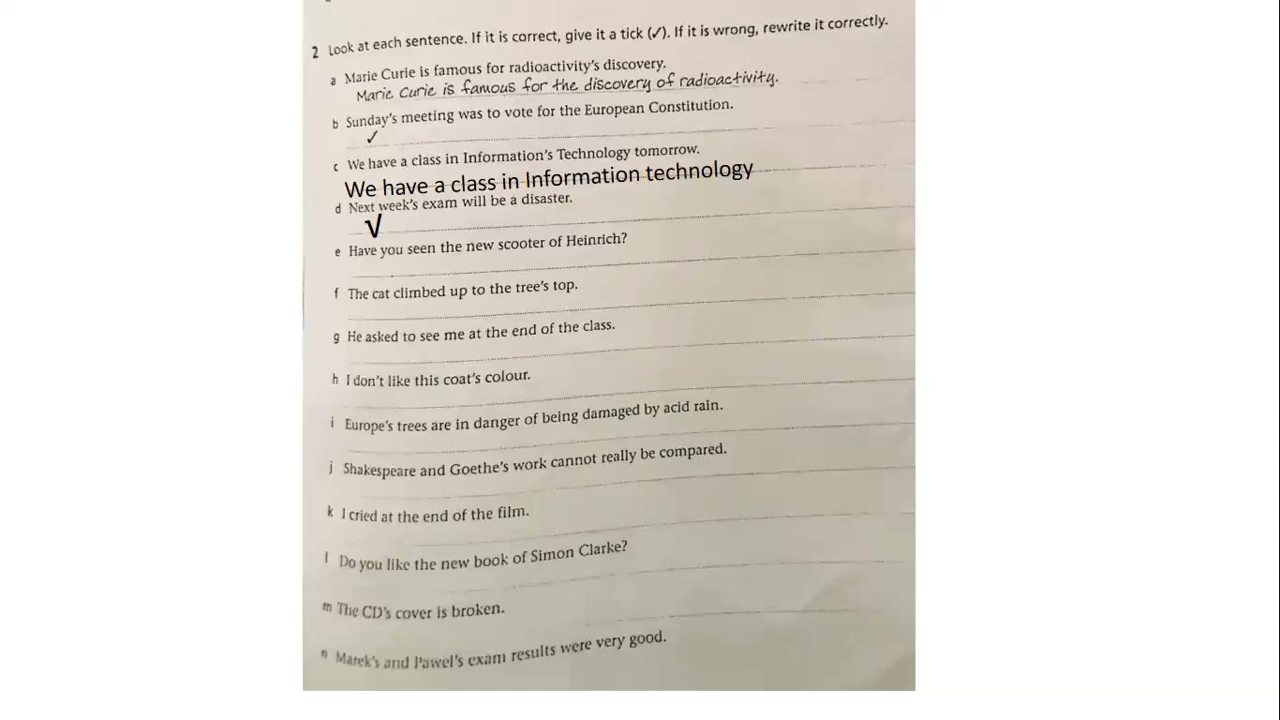 2 Look at each sentence. If it is correct, give it a tick (✓). If it is wrong, rewrite it correctly.
a Marie Curie is famous for radioactivity's discovery.
Marie Curie is famous for the discovery of radioactivity.
b Sunday's meeting was to vote for the European Constitution.
✓
c We have a class in Information's Technology tomorrow.
We have a class in Information technology
d Next week's exam will be a disaster.
√
e Have you seen the new scooter of Heinrich?
f The cat climbed up to the tree's top.
g He asked to see me at the end of the class.
h I don't like this coat's colour.
i Europe's trees are in danger of being damaged by acid rain.
j Shakespeare and Goethe's work cannot really be compared.
k I cried at the end of the film.
l Do you like the new book of Simon Clarke?
m The CD's cover is broken.
n Marek's and Pawel's exam results were very good.